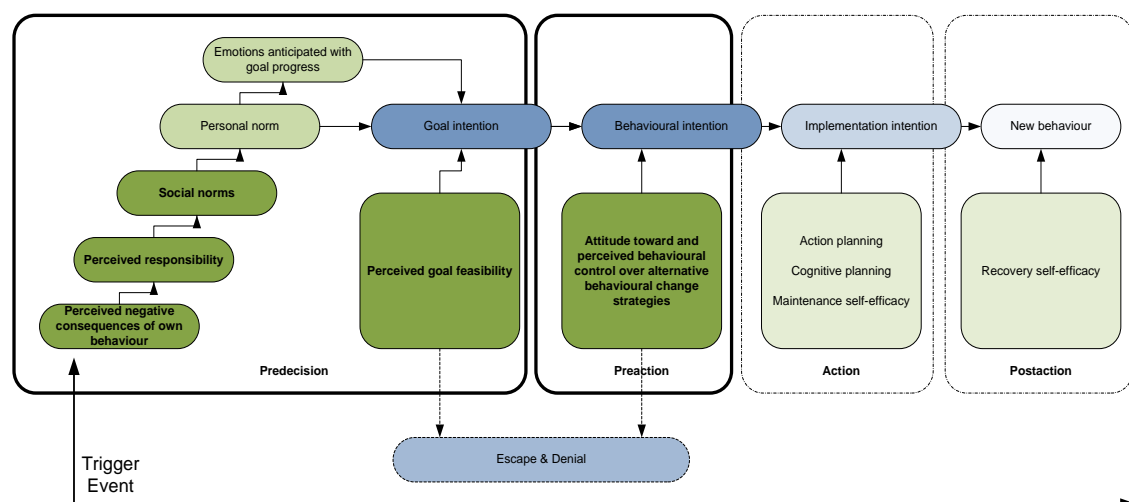 Emotions anticipated with
goal progress
Personal norm
Goal intention
Behavioural intention
Implementation intention
New behaviour
Social norms
Perceived responsibility
Perceived negative
consequences of own
behaviour
Perceived goal feasibility
Attitude toward and
perceived behavioural
control over alternative
behavioural change
strategies
Action planning
Cognitive planning
Maintenance self-efficacy
Recovery self-efficacy
Predecision
Preaction
Action
Postaction
Escape & Denial
Trigger
Event